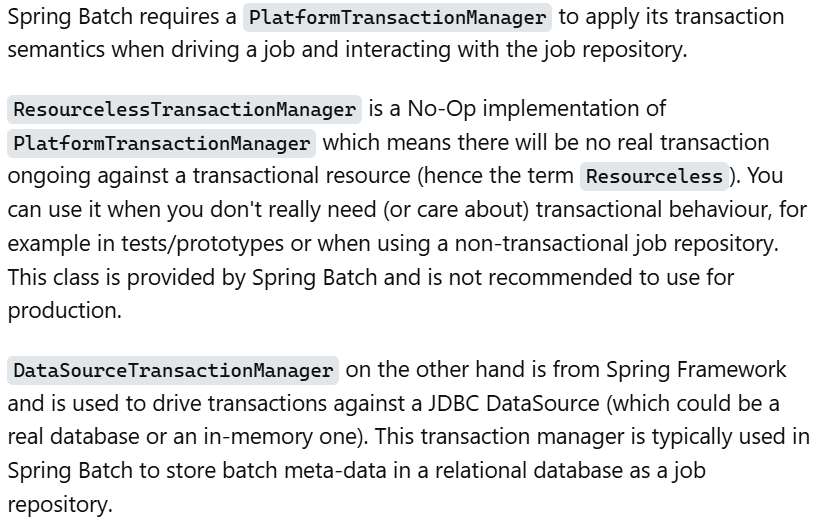 Spring Batch requires a PlatformTransactionManager to apply its transaction
semantics when driving a job and interacting with the job repository.
ResourcelessTransactionManager is a No-Op implementation of
PlatformTransactionManager which means there will be no real transaction
ongoing against a transactional resource (hence the term Resourceless). You
can use it when you don't really need (or care about) transactional behaviour, for
example in tests/prototypes or when using a non-transactional job repository.
This class is provided by Spring Batch and is not recommended to use for
production.
DataSourceTransactionManager on the other hand is from Spring Framework
and is used to drive transactions against a JDBC DataSource (which could be a
real database or an in-memory one). This transaction manager is typically used in
Spring Batch to store batch meta-data in a relational database as a job
repository.